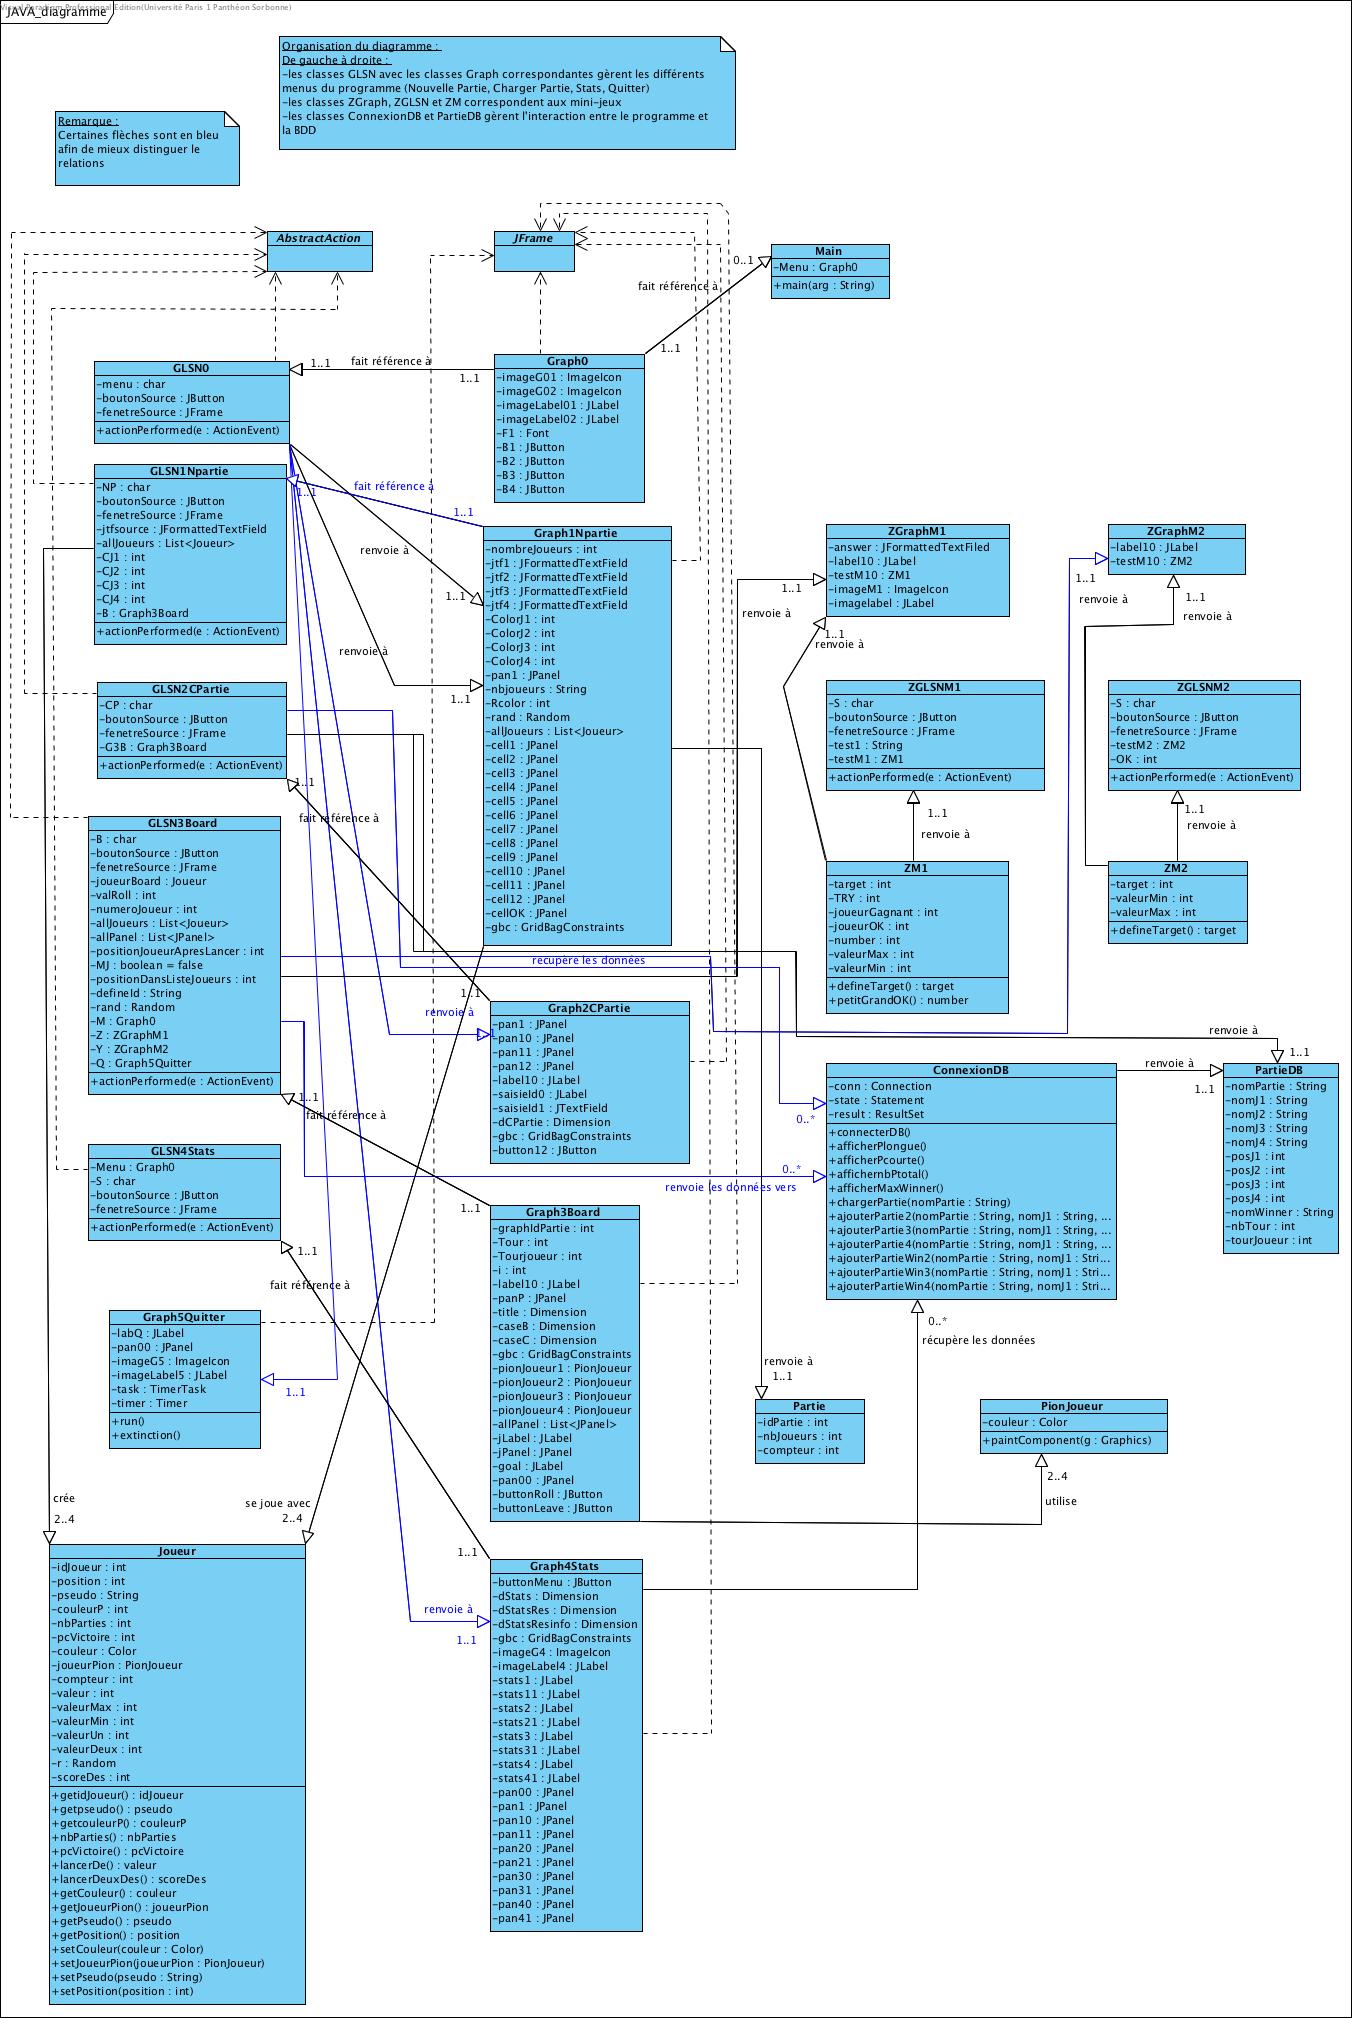 Visual Paradigm Professional Edition(Université Paris 1 Panthéon Sorbonne)
JAVA_diagramme
Organisation du diagramme :
De gauche à droite :
-les classes GLSN avec les classes Graph correspondantes gèrent les différents
menus du programme (Nouvelle Partie, Charger Partie, Stats, Quitter)
-les classes ZGraph, ZGLSN et ZM correspondent aux mini-jeux
-les classes ConnexionDB et PartieDB gèrent l'interaction entre le programme et
la BDD
Remarque :
Certaines flèches sont en bleu
afin de mieux distinguer le
relations
AbstractAction
JFrame
Main
-Menu : Graph0
+main(arg : String)
0..1
fait référence à
1..1
GLSN0
-menu : char
-boutonSource : JButton
-fenetreSource : JFrame
+actionPerformed(e : ActionEvent)
1..1
fait référence à
1..1
Graph0
-imageG01 : ImageIcon
-imageG02 : ImageIcon
-imageLabel01 : JLabel
-imageLabel02 : JLabel
-F1 : Font
-B1 : JButton
-B2 : JButton
-B3 : JButton
-B4 : JButton
GLSN1Npartie
-NP : char
-boutonSource : JButton
-fenetreSource : JFrame
-jtfsource : JFormattedTextField
-allJoueurs : List<Joueur>
-CJ1 : int
-CJ2 : int
-CJ3 : int
-CJ4 : int
-B : Graph3Board
+actionPerformed(e : ActionEvent)
1..1
fait référence à
1..1
renvoie à
1..1
renvoie à
1..1
Graph1Npartie
-nombreJoueurs : int
-jtf1 : JFormattedTextField
-jtf2 : JFormattedTextField
-jtf3 : JFormattedTextField
-jtf4 : JFormattedTextField
-ColorJ1 : int
-ColorJ2 : int
-ColorJ3 : int
-ColorJ4 : int
-pan1 : JPanel
-nbjoueurs : String
-Rcolor : int
-rand : Random
-allJoueurs : List<Joueur>
-cell1 : JPanel
-cell2 : JPanel
-cell3 : JPanel
-cell4 : JPanel
-cell5 : JPanel
-cell6 : JPanel
-cell7 : JPanel
-cell8 : JPanel
-cell9 : JPanel
-cell10 : JPanel
-cell11 : JPanel
-cell12 : JPanel
-cellOK : JPanel
-gbc : GridBagConstraints
ZGraphM1
-answer : JFormattedTextFiled
-label10 : JLabel
-testM10 : ZM1
-imageM1 : ImageIcon
-imagelabel : JLabel
1..1
renvoie à
1..1
renvoie à
ZGraphM2
-label10 : JLabel
-testM10 : ZM2
1..1
renvoie à
1..1
renvoie à
GLSN2CPartie
-CP : char
-boutonSource : JButton
-fenetreSource : JFrame
-G3B : Graph3Board
+actionPerformed(e : ActionEvent)
1..1
fait référence à
ZGLSNM1
-S : char
-boutonSource : JButton
-fenetreSource : JFrame
-test1 : String
-testM1 : ZM1
+actionPerformed(e : ActionEvent)
1..1
renvoie à
ZGLSNM2
-S : char
-boutonSource : JButton
-fenetreSource : JFrame
-testM2 : ZM2
-OK : int
+actionPerformed(e : ActionEvent)
1..1
renvoie à
GLSN3Board
-B : char
-boutonSource : JButton
-fenetreSource : JFrame
-joueurBoard : Joueur
-valRoll : int
-numeroJoueur : int
-allJoueurs : List<Joueur>
-allPanel : List<JPanel>
-positionJoueurApresLancer : int
-MJ : boolean = false
-positionDansListeJoueurs : int
-defineId : String
-rand : Random
-M : Graph0
-Z : ZGraphM1
-Y : ZGraphM2
-Q : Graph5Quitter
+actionPerformed(e : ActionEvent)
ZM1
-target : int
-TRY : int
-joueurGagnant : int
-joueurOK : int
-number : int
-valeurMax : int
-valeurMin : int
+defineTarget() : target
+petitGrandOK() : number
ZM2
-target : int
-valeurMin : int
-valeurMax : int
+defineTarget() : target
récupère les données
1..1
renvoie à
1..1
Graph2CPartie
-pan1 : JPanel
-pan10 : JPanel
-pan11 : JPanel
-pan12 : JPanel
-label10 : JLabel
-saisieId0 : JLabel
-saisieId1 : JTextField
-dCPartie : Dimension
-gbc : GridBagConstraints
-button12 : JButton
renvoie à
1..1
ConnexionDB
-conn : Connection
-state : Statement
-result : ResultSet
+connecterDB()
+afficherPlongue()
+afficherPcourte()
+affichernbPtotal()
+afficherMaxWinner()
+chargerPartie(nomPartie : String)
+ajouterPartie2(nomPartie : String, nomJ1 : String, ...
+ajouterPartie3(nomPartie : String, nomJ1 : String, ...
+ajouterPartie4(nomPartie : String, nomJ1 : String, ...
+ajouterPartieWin2(nomPartie : String, nomJ1 : Stri...
+ajouterPartieWin3(nomPartie : String, nomJ1 : Stri...
+ajouterPartieWin4(nomPartie : String, nomJ1 : Stri...
renvoie à
1..1
PartieDB
-nomPartie : String
-nomJ1 : String
-nomJ2 : String
-nomJ3 : String
-nomJ4 : String
-posJ1 : int
-posJ2 : int
-posJ3 : int
-posJ4 : int
-nomWinner : String
-nbTour : int
-tourJoueur : int
0..*
0..*
renvoie les données vers
1..1
fait référence à
1..1
GLSN4Stats
-Menu : Graph0
-S : char
-boutonSource : JButton
-fenetreSource : JFrame
+actionPerformed(e : ActionEvent)
1..1
fait référence à
Graph3Board
-graphIdPartie : int
-Tour : int
-Tourjoueur : int
-i : int
-label10 : JLabel
-panP : JPanel
-title : Dimension
-caseB : Dimension
-caseC : Dimension
-gbc : GridBagConstraints
-pionJoueur1 : PionJoueur
-pionJoueur2 : PionJoueur
-pionJoueur3 : PionJoueur
-pionJoueur4 : PionJoueur
-allPanel : List<JPanel>
-jLabel : JLabel
-jPanel : JPanel
-goal : JLabel
-pan00 : JPanel
-buttonRoll : JButton
-buttonLeave : JButton
Graph5Quitter
-labQ : JLabel
-pan00 : JPanel
-imageG5 : ImageIcon
-imageLabel5 : JLabel
-task : TimerTask
-timer : Timer
+run()
+extinction()
1..1
0..*
récupère les données
renvoie à
1..1
Partie
-idPartie : int
-nbJoueurs : int
-compteur : int
PionJoueur
-couleur : Color
+paintComponent(g : Graphics)
2..4
utilise
crée
2..4
se joue avec
2..4
1..1
renvoie à
1..1
Joueur
-idJoueur : int
-position : int
-pseudo : String
-couleurP : int
-nbParties : int
-pcVictoire : int
-couleur : Color
-joueurPion : PionJoueur
-compteur : int
-valeur : int
-valeurMax : int
-valeurMin : int
-valeurUn : int
-valeurDeux : int
-r : Random
-scoreDes : int
+getidJoueur() : idJoueur
+getpseudo() : pseudo
+getcouleurP() : couleurP
+nbParties() : nbParties
+pcVictoire() : pcVictoire
+lancerDe() : valeur
+lancerDeuxDes() : scoreDes
+getCouleur() : couleur
+getJoueurPion() : joueurPion
+getPseudo() : pseudo
+getPosition() : position
+setCouleur(couleur : Color)
+setJoueurPion(joueurPion : PionJoueur)
+setPseudo(pseudo : String)
+setPosition(position : int)
Graph4Stats
-buttonMenu : JButton
-dStats : Dimension
-dStatsRes : Dimension
-dStatsResinfo : Dimension
-gbc : GridBagConstraints
-imageG4 : ImageIcon
-imageLabel4 : JLabel
-stats1 : JLabel
-stats11 : JLabel
-stats2 : JLabel
-stats21 : JLabel
-stats3 : JLabel
-stats31 : JLabel
-stats4 : JLabel
-stats41 : JLabel
-pan00 : JPanel
-pan1 : JPanel
-pan10 : JPanel
-pan11 : JPanel
-pan20 : JPanel
-pan21 : JPanel
-pan30 : JPanel
-pan31 : JPanel
-pan40 : JPanel
-pan41 : JPanel